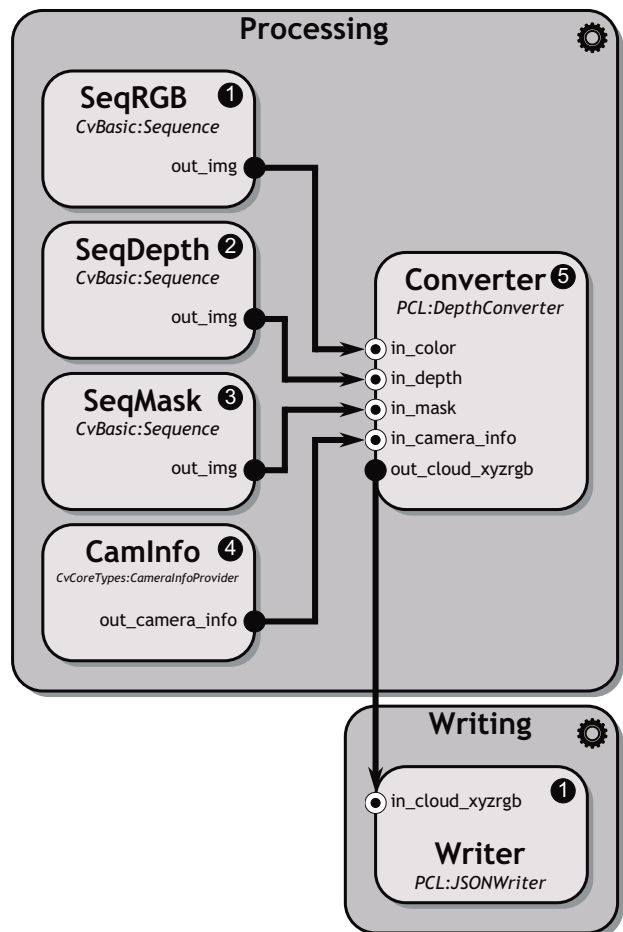 Processing
SeqRGB 1
CvBasic:Sequence
out_img
SeqDepth 2
CvBasic:Sequence
out_img
SeqMask 3
CvBasic:Sequence
out_img
CamInfo 4
CvCoreTypes:CameraInfoProvider
out_camera_info
Converter 5
PCL:DepthConverter
in_color
in_depth
in_mask
in_camera_info
out_cloud_xyzrgb
Writing
in_cloud_xyzrgb 1
Writer
PCL:JSONWriter